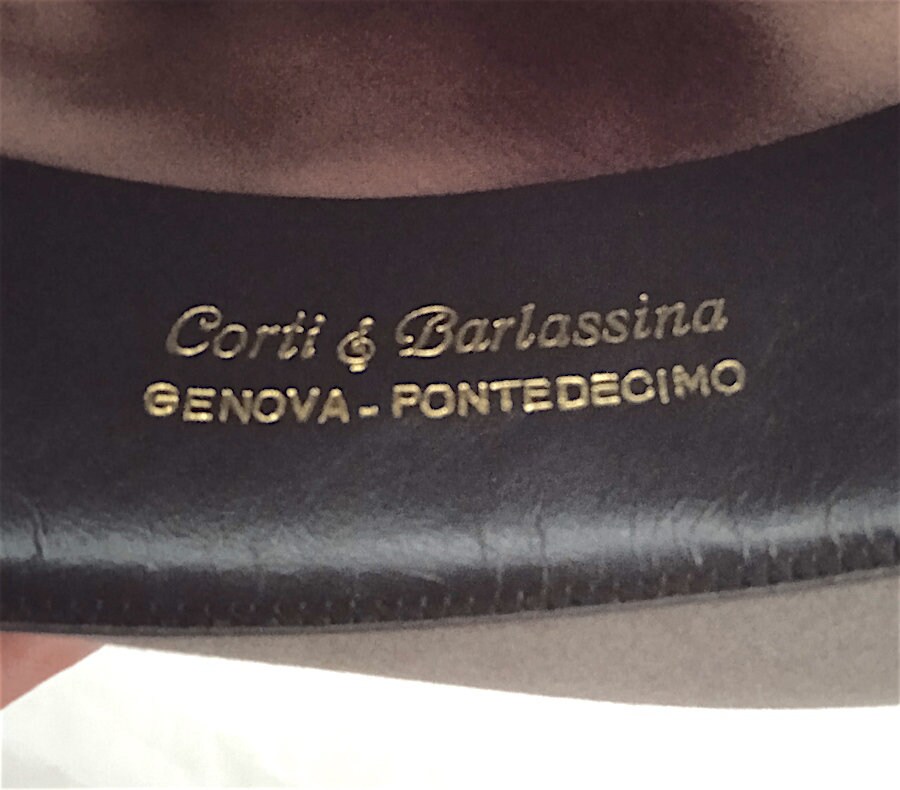 Corti & Barlassina
GENOVA - PONTEDECIMO